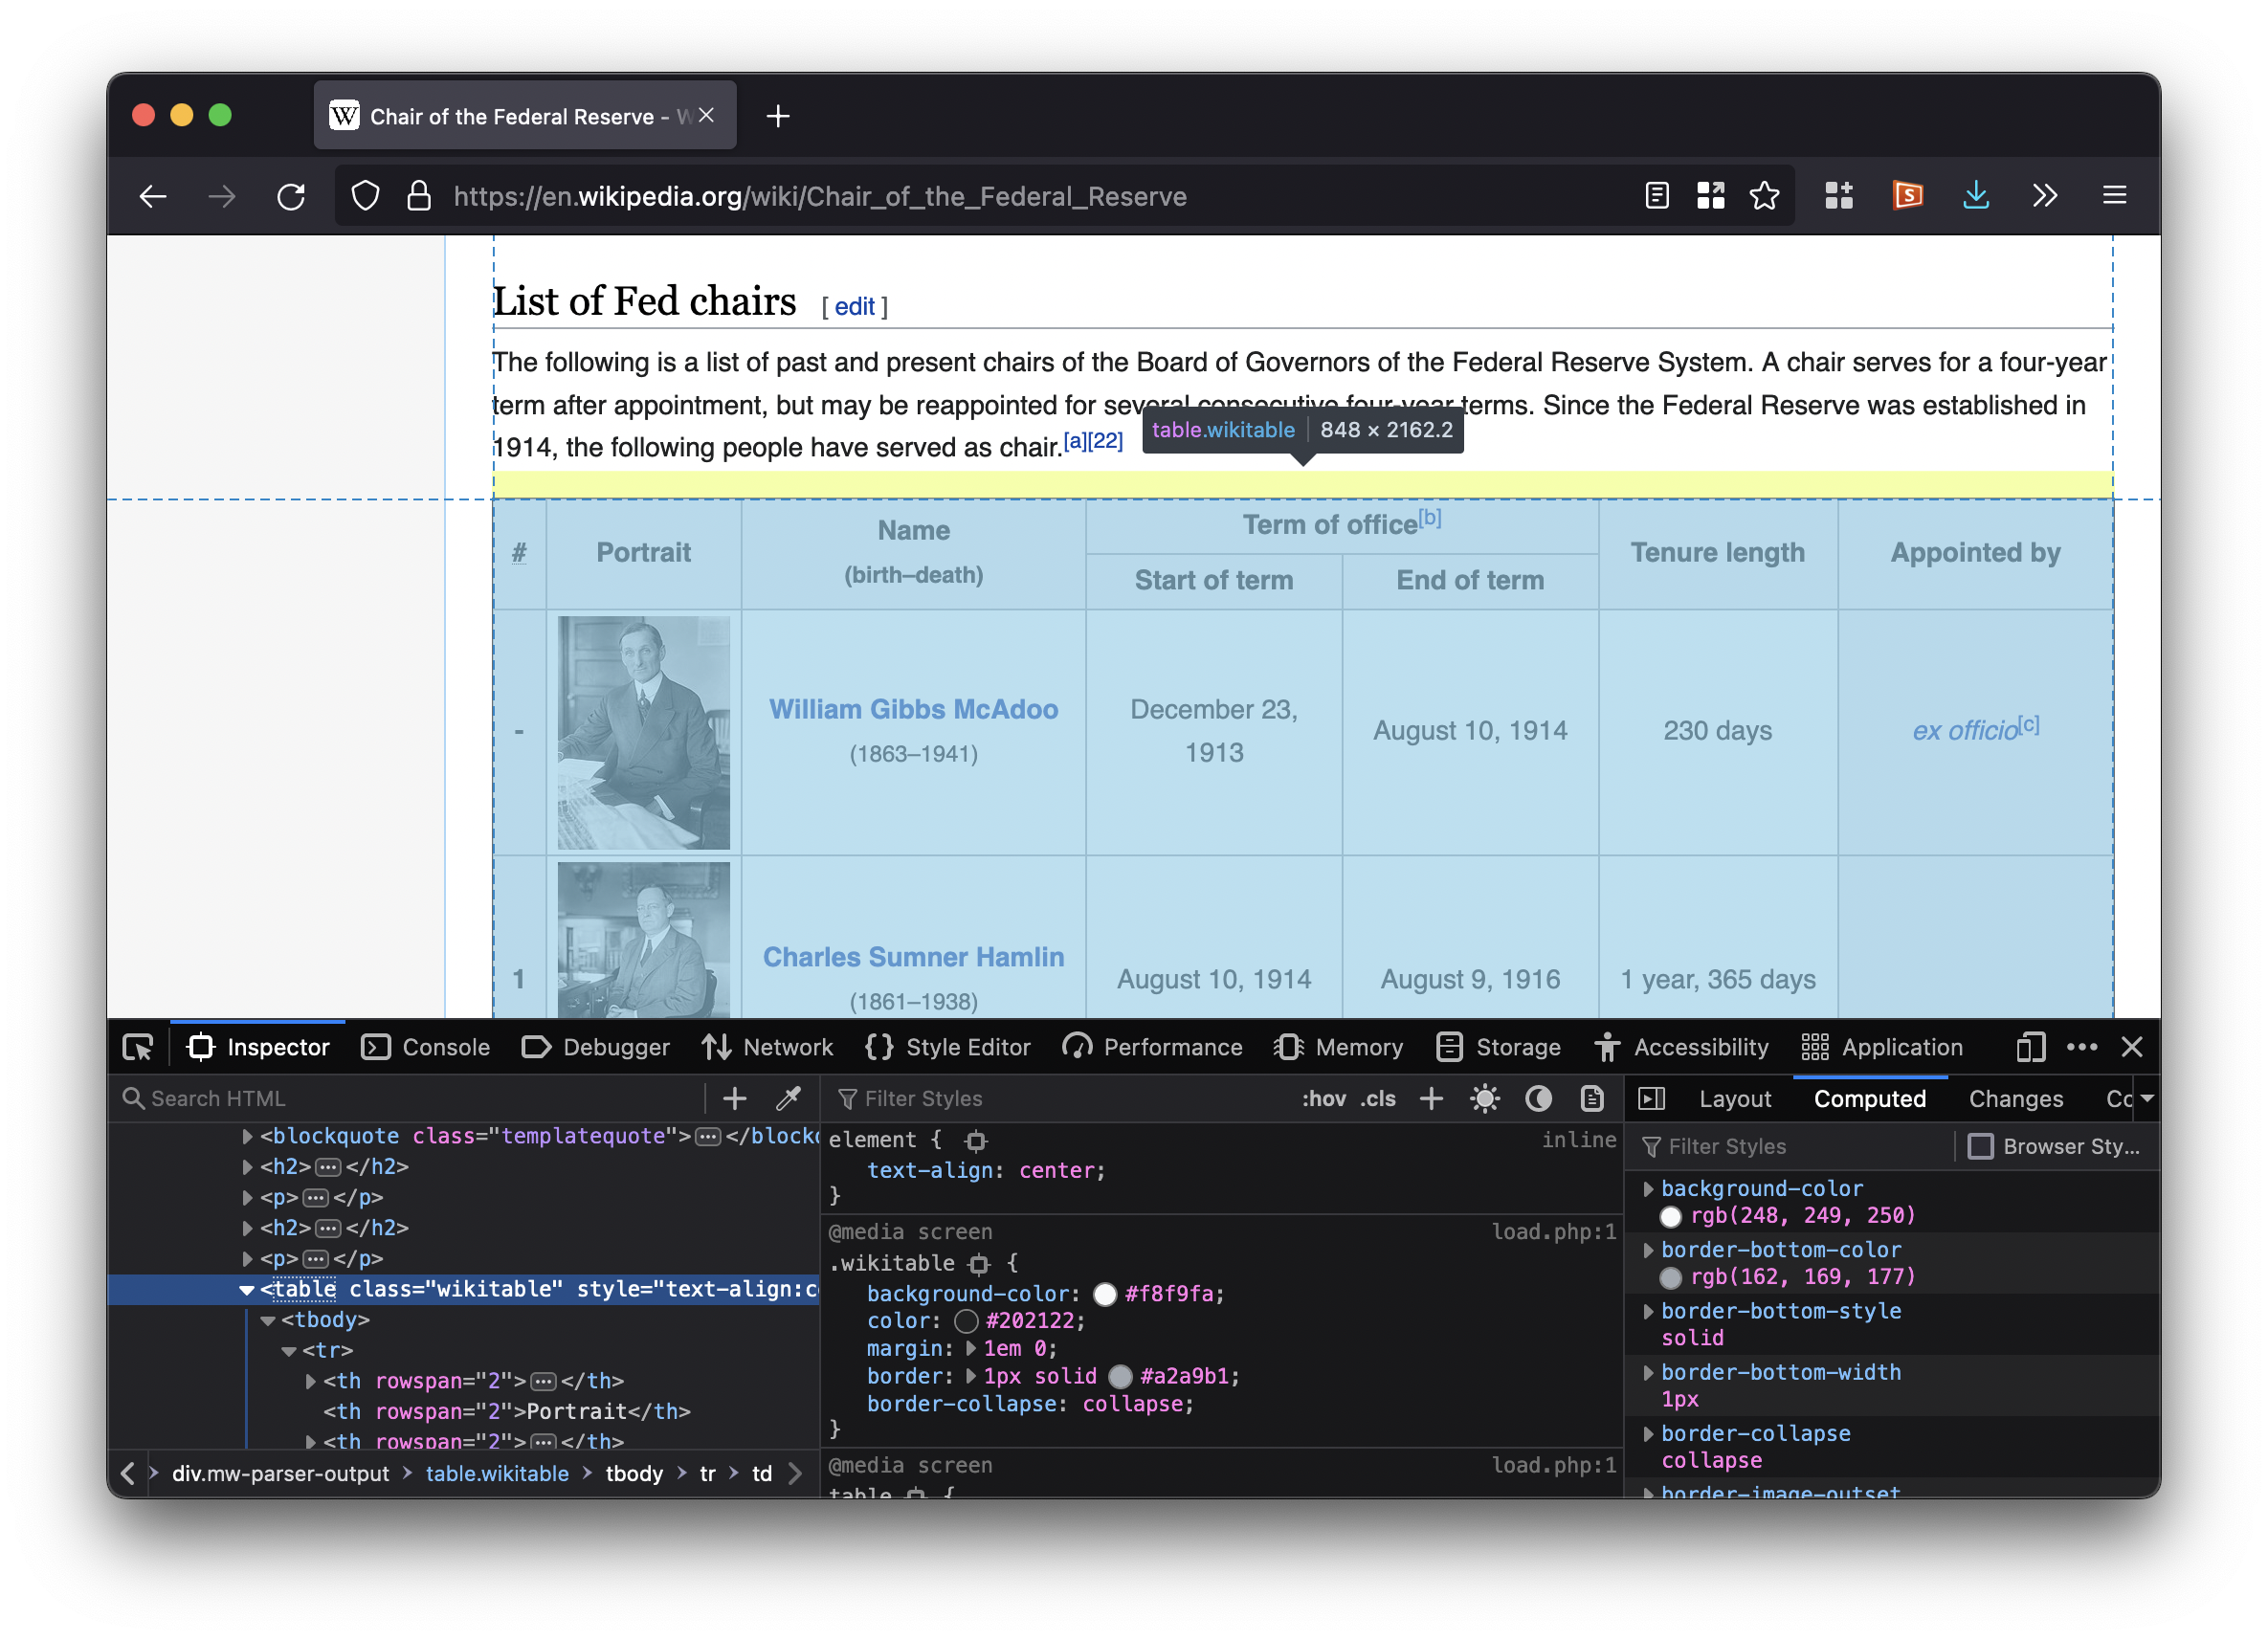 Chair of the Federal Reserve - W
https://en.wikipedia.org/wiki/Chair_of_the_Federal_Reserve
List of Fed chairs [ edit ]
The following is a list of past and present chairs of the Board of Governors of the Federal Reserve System. A chair serves for a four-year
term after appointment, but may be reappointed for several consecutive four-year terms. Since the Federal Reserve was established in
1914, the following people have served as chair.[a][22]
table.wikitable 848 × 2162.2
# Portrait Name Term of office[b] Tenure length Appointed by
(birth–death) Start of term End of term
- William Gibbs McAdoo December 23, August 10, 1914 230 days ex officio[c]
(1863–1941) 1913
1 Charles Sumner Hamlin August 10, 1914 August 9, 1916 1 year, 365 days
(1861–1938)
Inspector Console Debugger Network {} Style Editor Performance Memory Storage Accessibility Application
Search HTML
<blockquote class="templatequote"></blockq
<h2></h2>
<p></p>
<h2></h2>
<p></p>
<table class="wikitable" style="text-align:c
<tbody>
<tr>
<th rowspan="2"></th>
<th rowspan="2">Portrait</th>
<th rowspan="2"></th>
div.mw-parser-output > table.wikitable > tbody > tr > td
Filter Styles :hov .cls
element { inline
text-align: center;
}
@media screen load.php:1
.wikitable {
background-color: #f8f9fa;
color: #202122;
margin: 1em 0;
border: 1px solid #a2a9b1;
border-collapse: collapse;
}
@media screen load.php:1
table {
Layout Computed Changes Co
Filter Styles Browser Sty...
background-color
rgb(248, 249, 250)
border-bottom-color
rgb(162, 169, 177)
border-bottom-style
solid
border-bottom-width
1px
border-collapse
collapse
border-image-outset